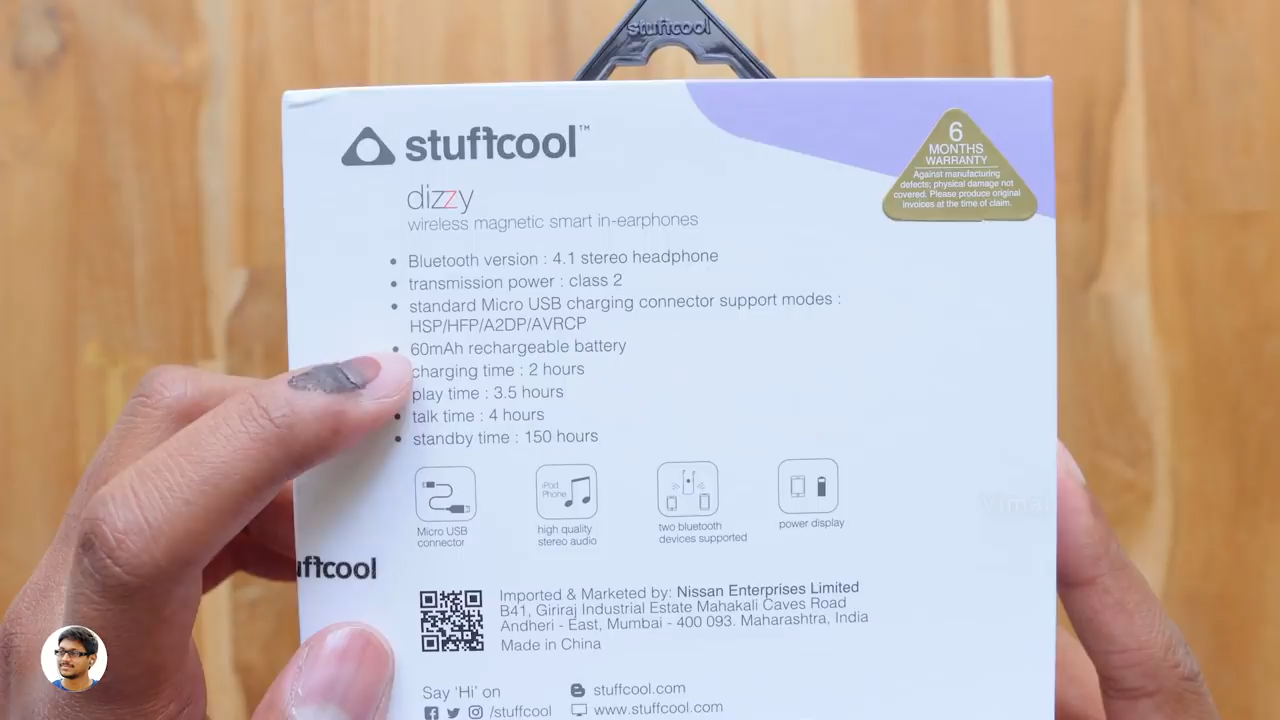 stuffcool
stuffcool™
6
MONTHS
WARRANTY
Against manufacturing
defects; physical damage not
covered. Please produce original
invoices at the time of claim.
dizzy
wireless magnetic smart in-earphones
• Bluetooth version : 4.1 stereo headphone
• transmission power : class 2
• standard Micro USB charging connector support modes :
HSP/HFP/A2DP/AVRCP
• 60mAh rechargeable battery
charging time : 2 hours
play time : 3.5 hours
• talk time : 4 hours
• standby time : 150 hours
iPod
Phone
Micro USB
connector
high quality
stereo audio
two bluetooth
devices supported
power display
uffcool
Imported & Marketed by: Nissan Enterprises Limited
B41, Giriraj Industrial Estate Mahakali Caves Road
Andheri - East, Mumbai - 400 093. Maharashtra, India
Made in China
Say 'Hi' on
/stuffcool
stuffcool.com
www.stuffcool.com